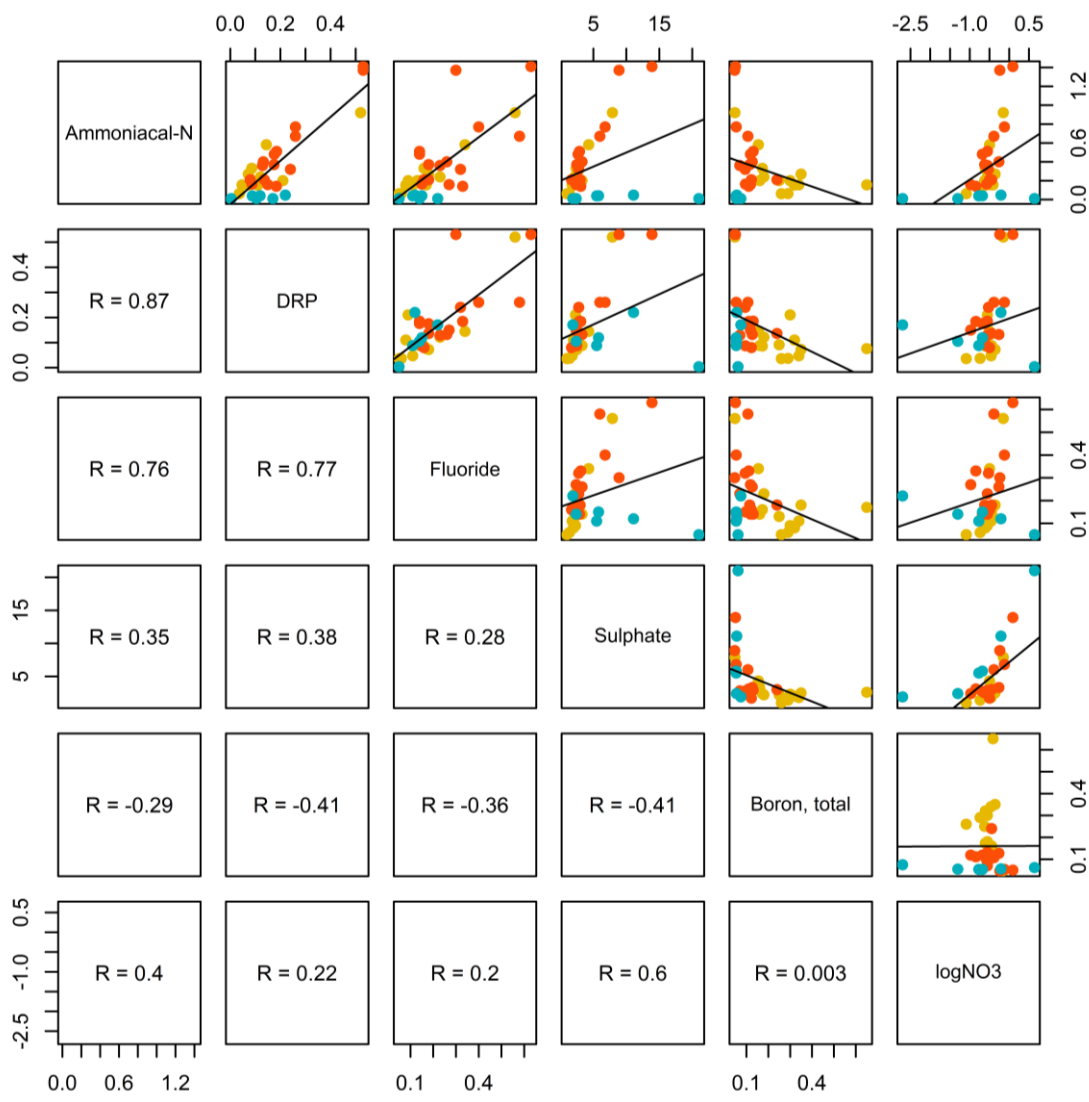 0.0 0.2 0.4
5 15
-2.5 -1.0 0.5
Ammoniacal-N
0.0 0.6 1.2
0.0 0.2 0.4
R = 0.87
DRP
R = 0.76
R = 0.77
Fluoride
0.1 0.4
5 15
R = 0.35
R = 0.38
R = 0.28
Sulphate
R = -0.29
R = -0.41
R = -0.36
R = -0.41
Boron, total
0.1 0.4
-2.5 -1.0 0.5
R = 0.4
R = 0.22
R = 0.2
R = 0.6
R = 0.003
logNO3
0.0 0.6 1.2
0.1 0.4
0.1 0.4